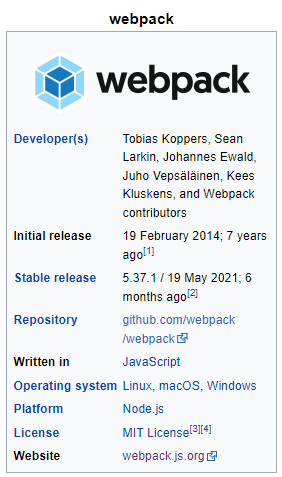 webpack
webpack
Developer(s) Tobias Koppers, Sean
Larkin, Johannes Ewald,
Juho Vepsäläinen, Kees
Kluskens, and Webpack
contributors
Initial release 19 February 2014; 7 years
ago[1]
Stable release 5.37.1 / 19 May 2021; 6
months ago[2]
Repository github.com/webpack
/webpack
Written in JavaScript
Operating system Linux, macOS, Windows
Platform Node.js
License MIT License[3][4]
Website webpack.js.org